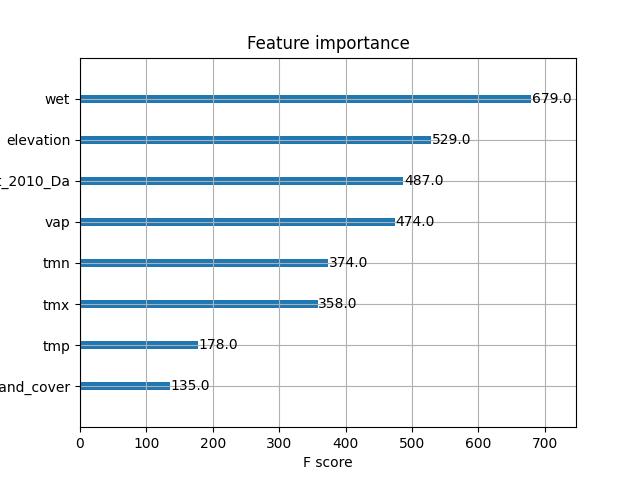 Feature importance
wet 679.0
elevation 529.0
_2010_Da 487.0
vap 474.0
tmn 374.0
tmx 358.0
tmp 178.0
and_cover 135.0
0 100 200 300 400 500 600 700
F score